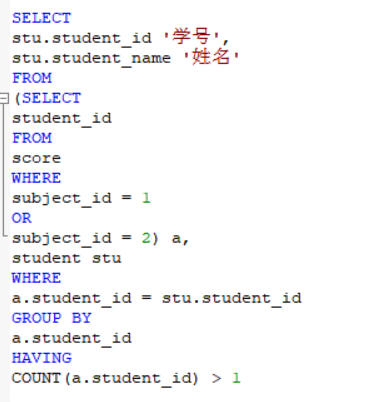 SELECT
stu.student_id '学号',
stu.student_name '姓名'
FROM
(SELECT
student_id
FROM
score
WHERE
subject_id = 1
OR
subject_id = 2) a,
student stu
WHERE
a.student_id = stu.student_id
GROUP BY
a.student_id
HAVING
COUNT(a.student_id) > 1